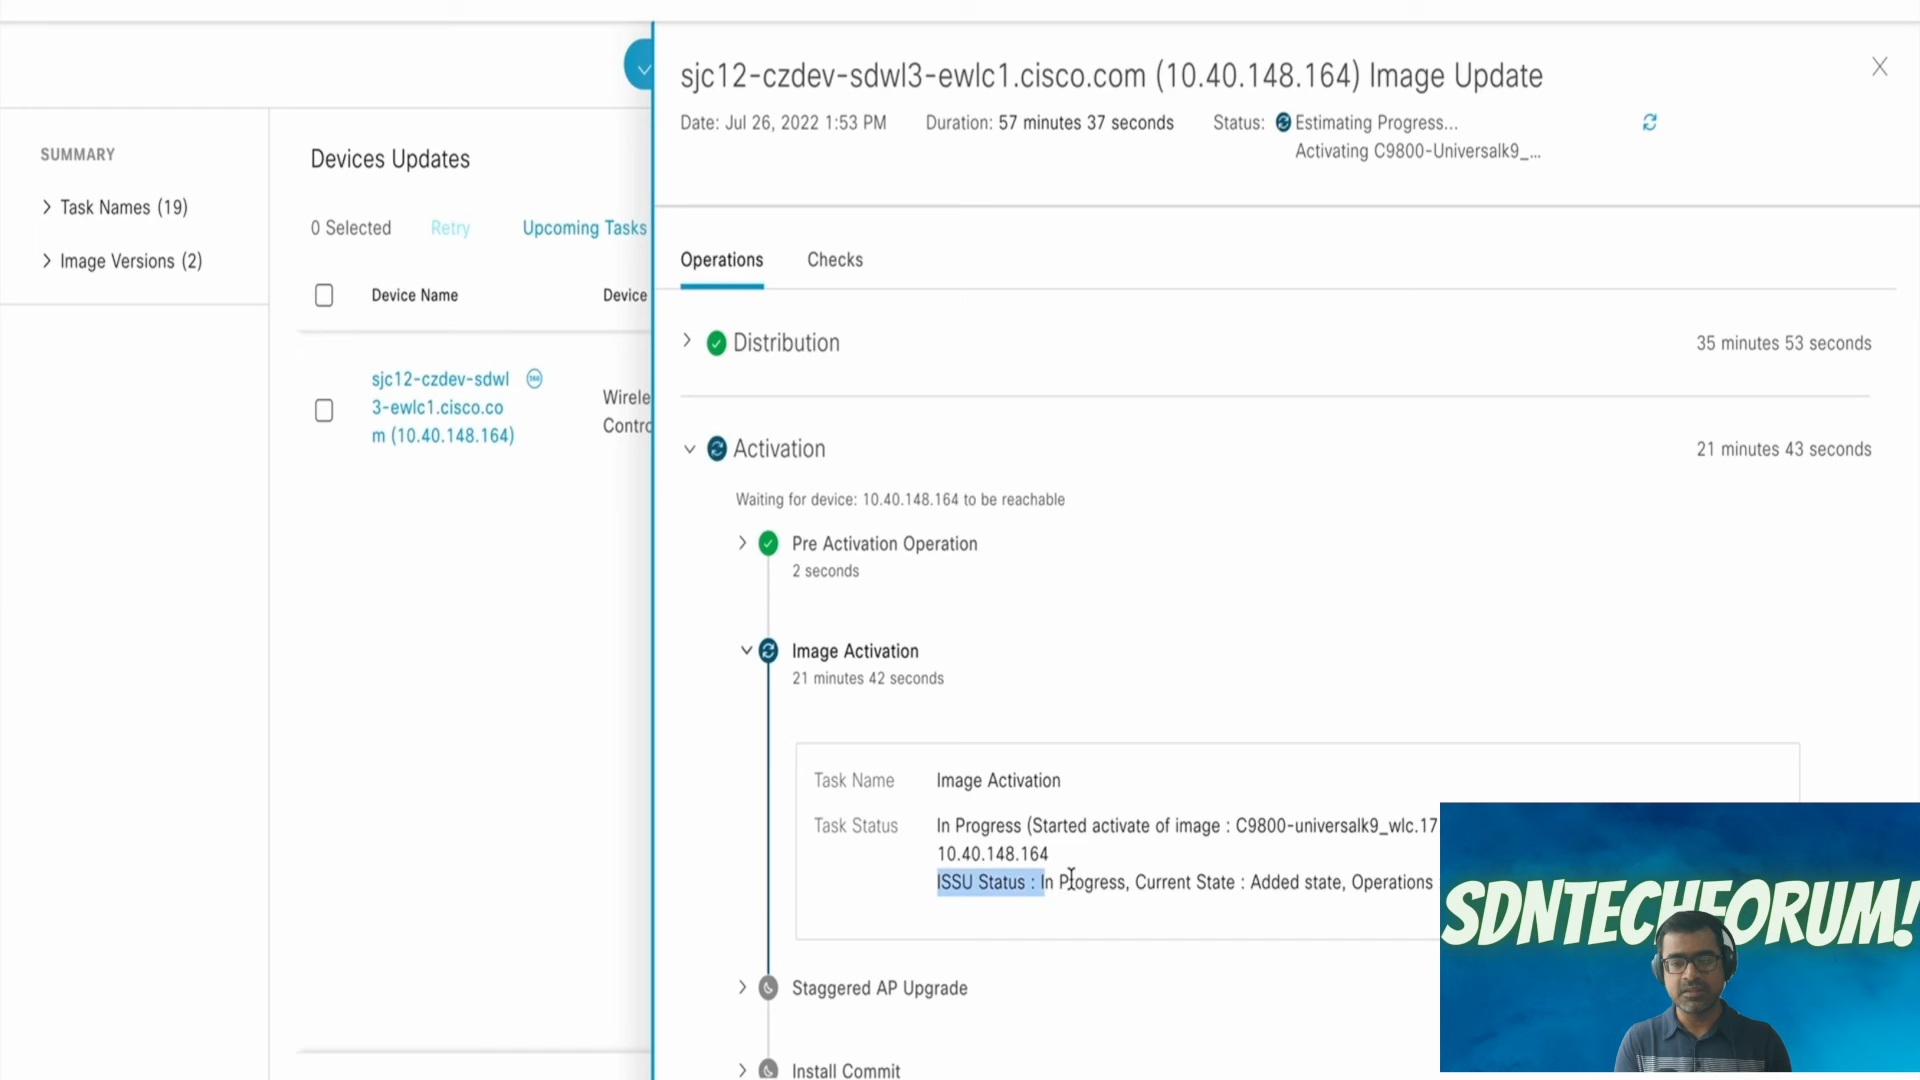 sjc12-czdev-sdwl3-ewlc1.cisco.com (10.40.148.164) Image Update
Date: Jul 26, 2022 1:53 PM Duration: 57 minutes 37 seconds Status: Estimating Progress...
Activating C9800-Universalk9_...
SUMMARY
Task Names (19)
Image Versions (2)
Devices Updates
0 Selected Retry Upcoming Tasks
Device Name Device
sjc12-czdev-sdwl
3-ewlc1.cisco.co
m (10.40.148.164)
Wirele
Contro
Operations Checks
Distribution 35 minutes 53 seconds
Activation 21 minutes 43 seconds
Waiting for device: 10.40.148.164 to be reachable
Pre Activation Operation
2 seconds
Image Activation
21 minutes 42 seconds
Task Name Image Activation
Task Status In Progress (Started activate of image : C9800-universalk9_wlc.17
10.40.148.164
ISSU Status : In Progress, Current State : Added state, Operations
Staggered AP Upgrade
Install Commit
SDNTECHFORUM!